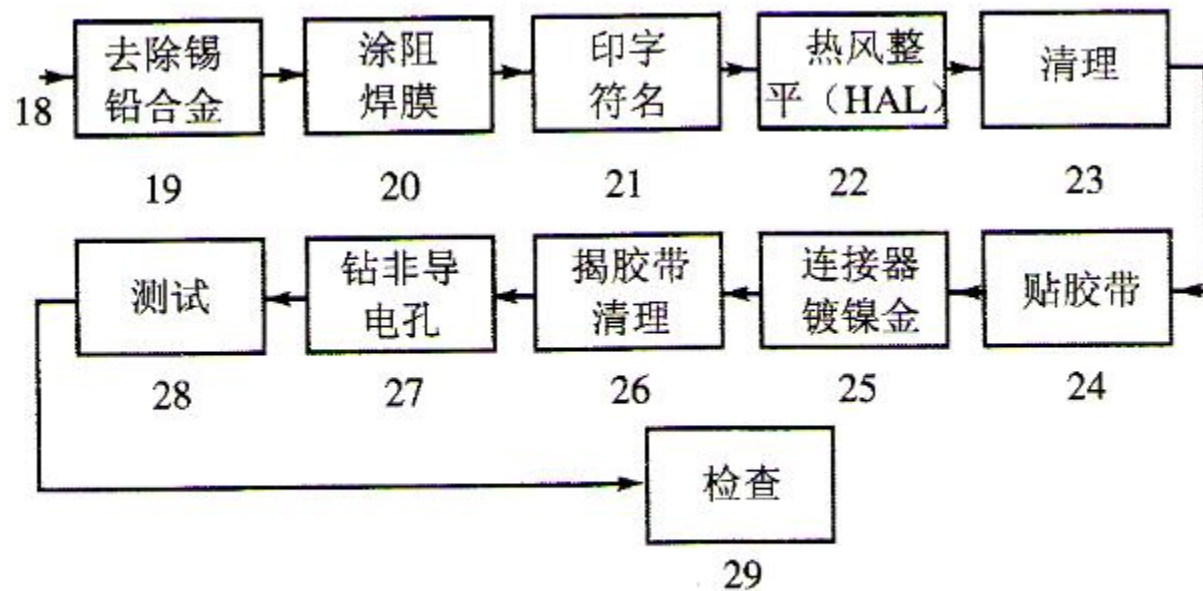 去除锡
铅合金
涂阻
焊膜
印字
符名
热风整
平（HAL）
清理
18
19
20
21
22
23
测试
钻非导
电孔
揭胶带
清理
连接器
镀镍金
贴胶带
28
27
26
25
24
检查
29